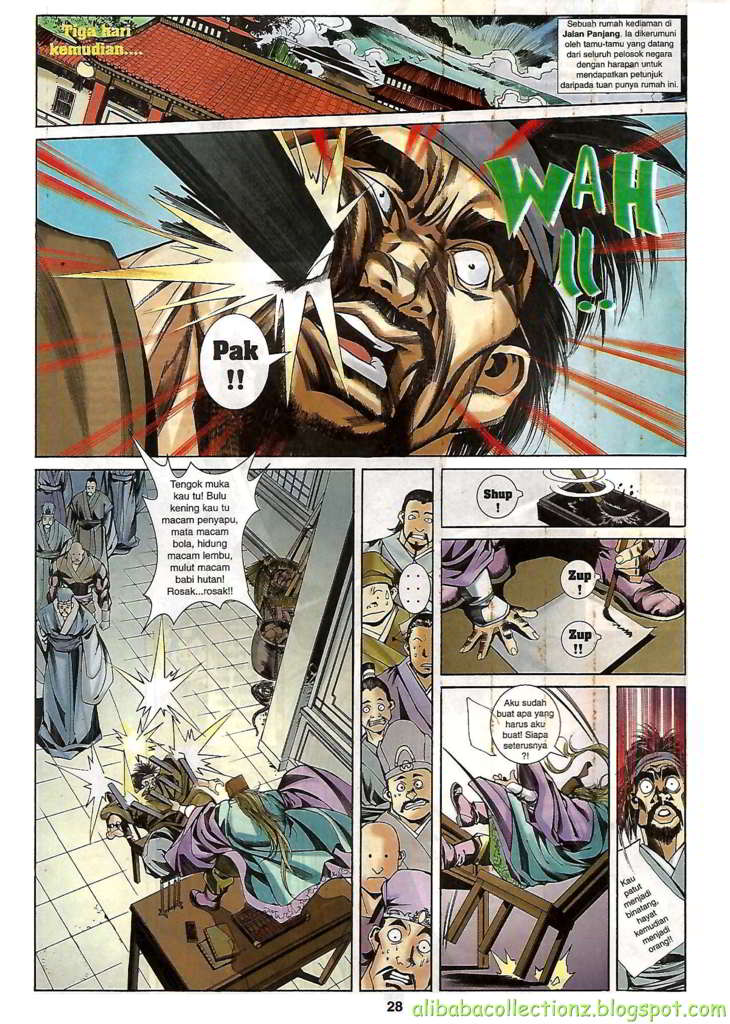 Tiga hari
kemudian....
Sebuah rumah kediaman di
Jalan Panjang. Ia dikerumuni
oleh tamu-tamu yang datang
dari seluruh pelosok negara
dengan harapan untuk
mendapatkan petunjuk
daripada tuan punya rumah ini.
WAH
!!..
Pak
!!
Tengok muka
kau tu! Bulu
kening kau tu
macam penyapu,
mata macam
bola, hidung
macam lembu,
mulut macam
babi hutan!
Rosak...rosak!!
......
Shup
!
Zup
!
Zup
!!
Aku sudah
buat apa yang
harus aku
buat! Siapa
seterusnya
?!
Kau
patut
menjadi
binatang,
hayat
kemudian
menjadi
orang!!
28
alibabacollectionz.blogspot.com